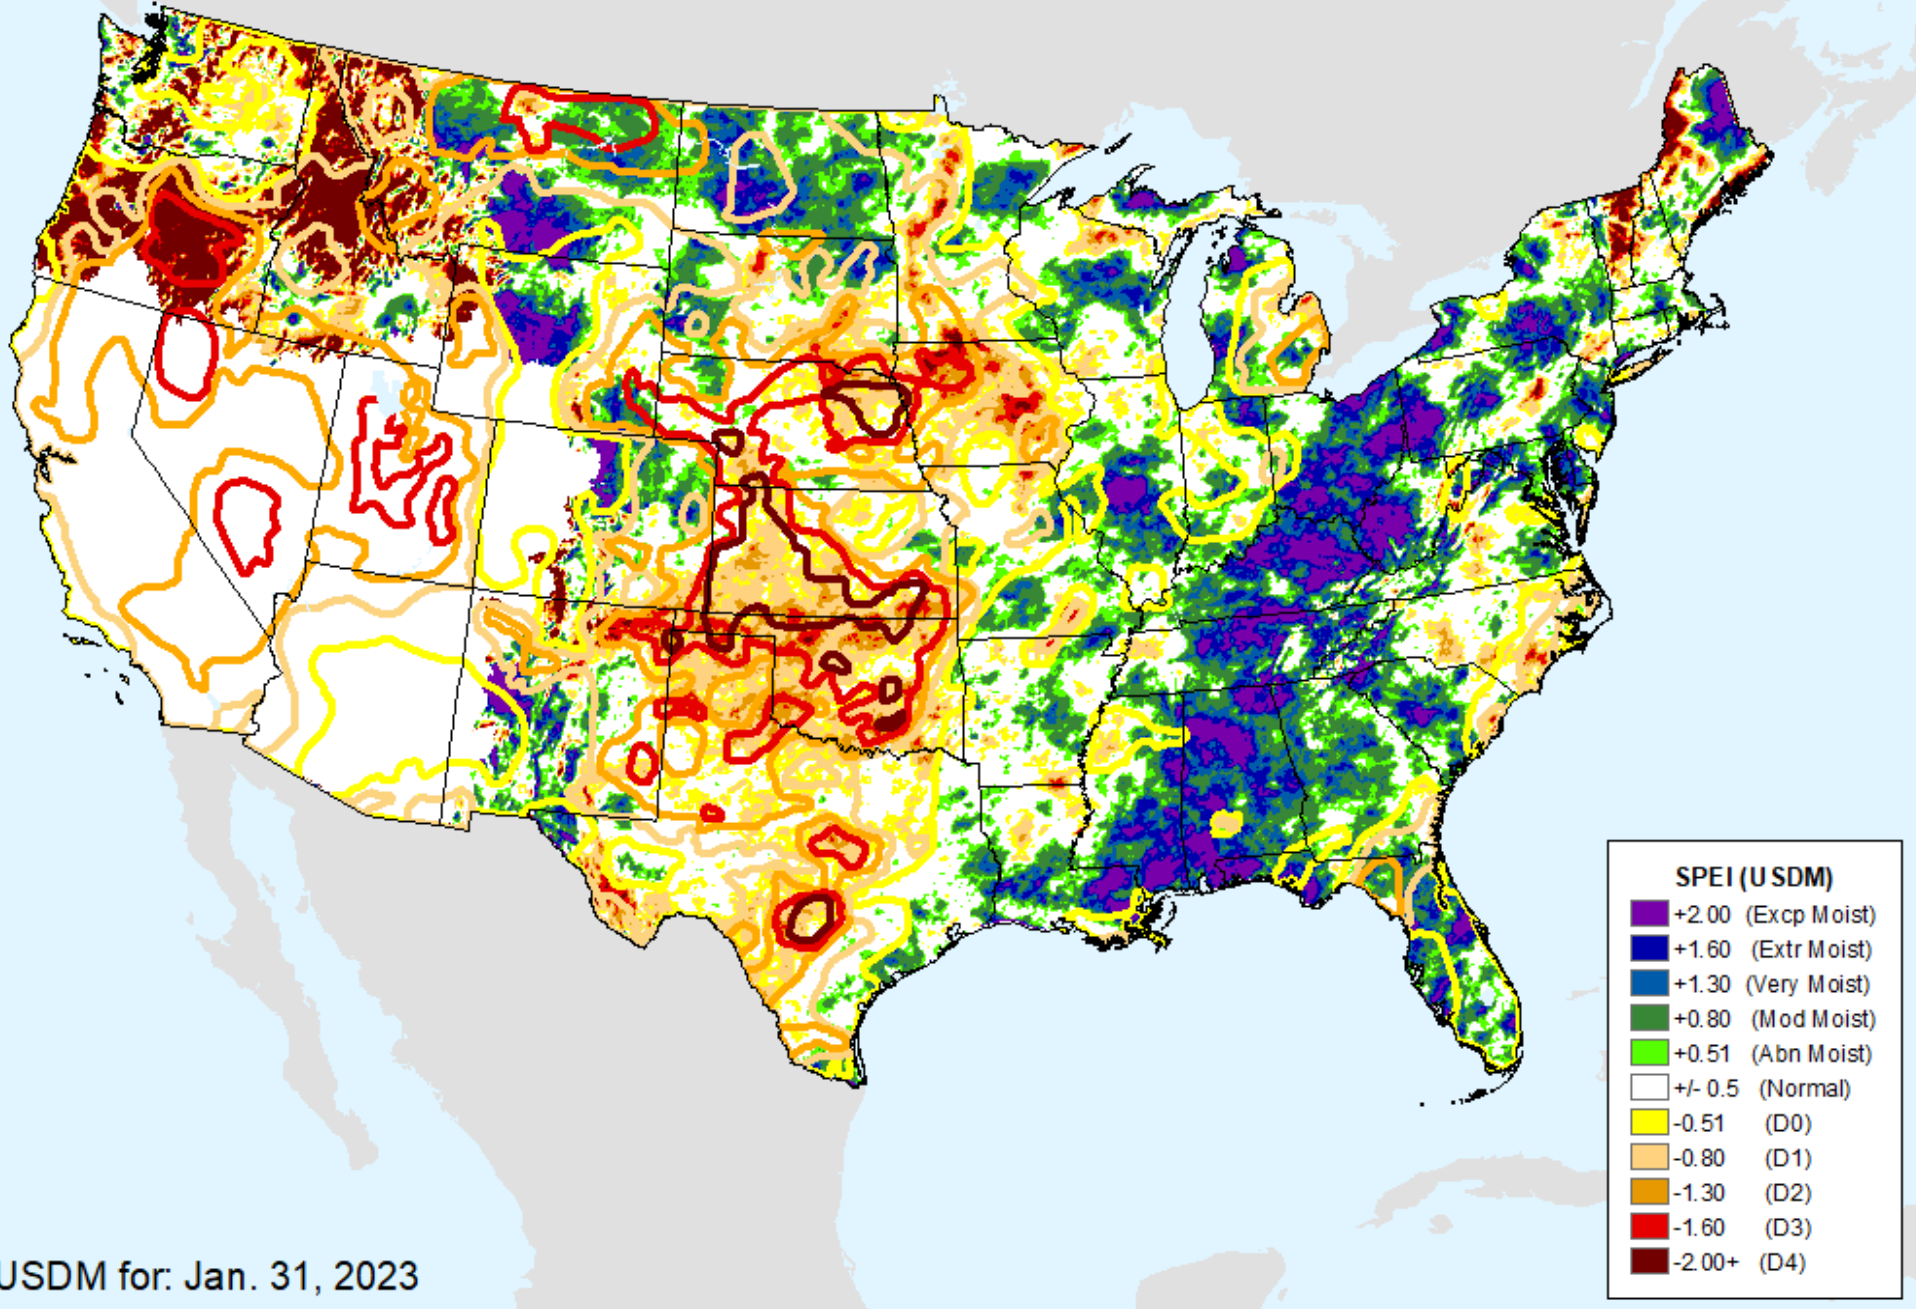 SPEI (USDM)
+2.00 (Excp Moist)
+1.60 (Extr Moist)
+1.30 (Very Moist)
+0.80 (Mod Moist)
+0.51 (Abn Moist)
+/- 0.5 (Normal)
-0.51 (D0)
-0.80 (D1)
-1.30 (D2)
-1.60 (D3)
-2.00+ (D4)
USDM for: Jan. 31, 2023